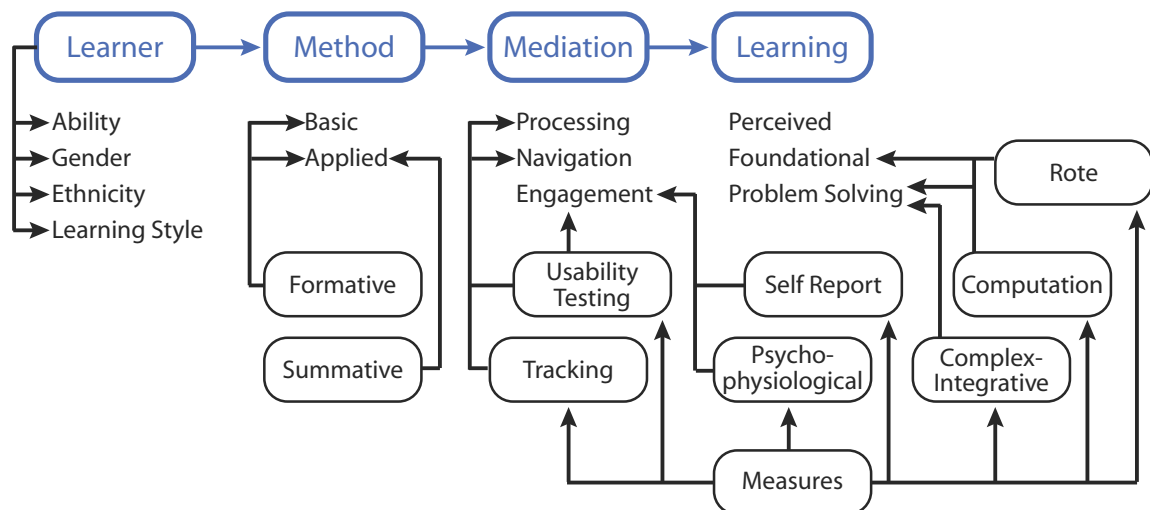 Learner
Method
Mediation
Learning
Ability
Gender
Ethnicity
Learning Style
Basic
Applied
Processing
Navigation
Engagement
Perceived
Foundational
Problem Solving
Rote
Formative
Usability
Testing
Self Report
Computation
Summative
Tracking
Psycho-
physiological
Complex-
Integrative
Measures